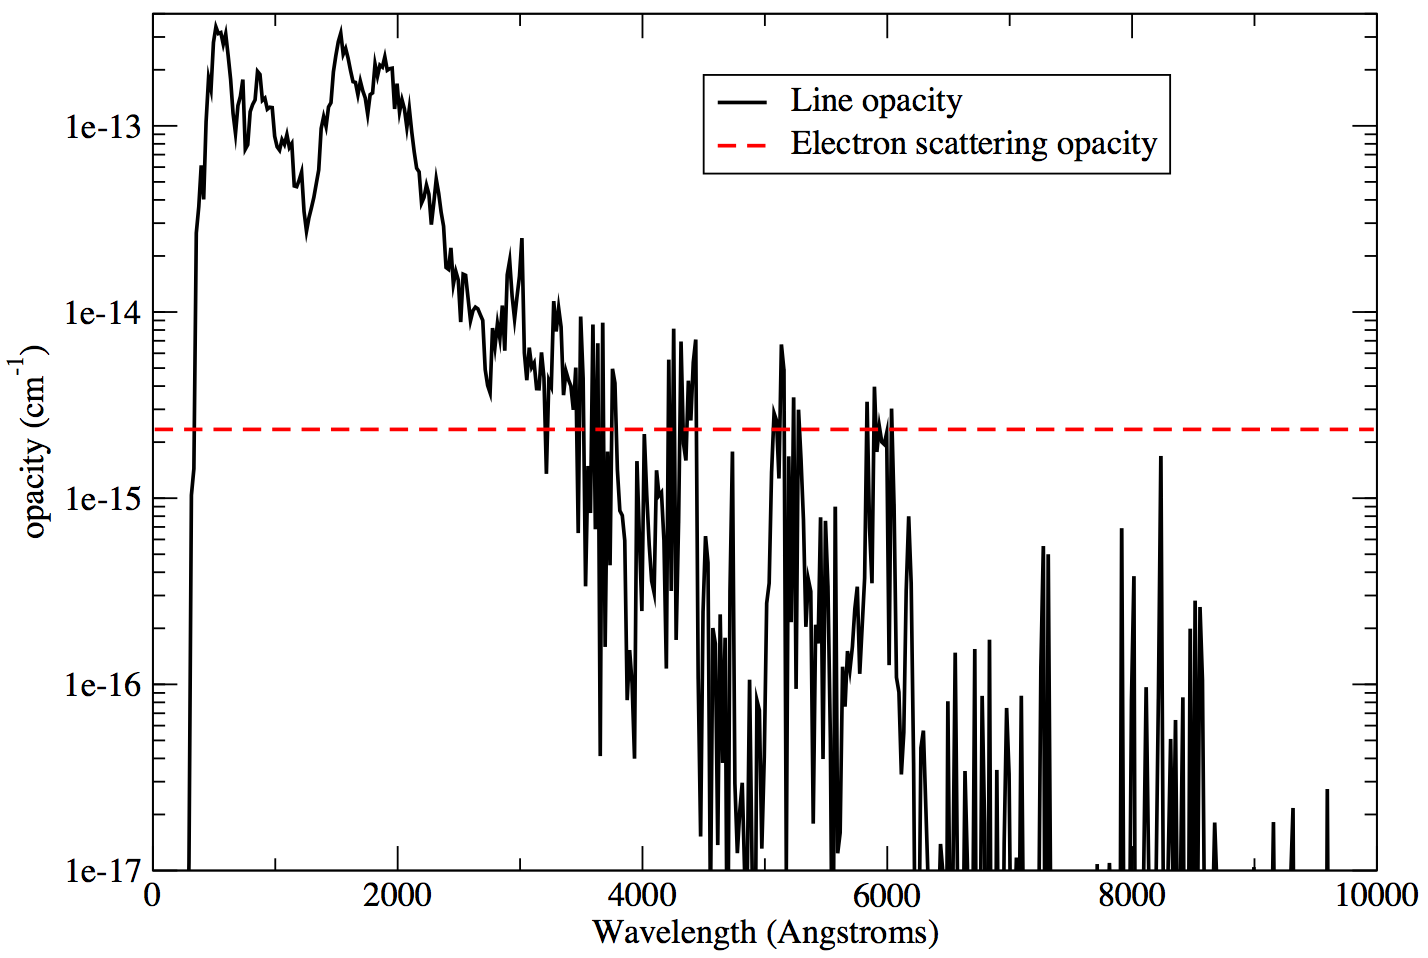 Line opacity
Electron scattering opacity
1e-13
1e-14
1e-15
1e-16
1e-17
opacity (cm⁻¹)
0 2000 4000 6000 8000 10000
Wavelength (Angstroms)